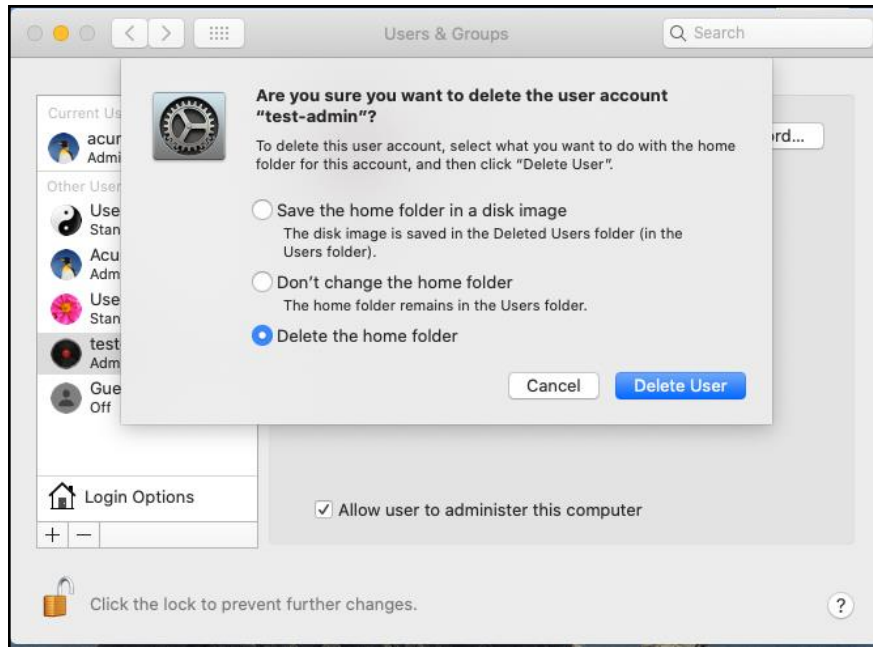 Users & Groups
Search
Are you sure you want to delete the user account
“test-admin”?
To delete this user account, select what you want to do with the home
folder for this account, and then click “Delete User”.
Save the home folder in a disk image
The disk image is saved in the Deleted Users folder (in the
Users folder).
Don’t change the home folder
The home folder remains in the Users folder.
Delete the home folder
Cancel
Delete User
Current Us
acur
Admi
Other User
Use
Stan
Acu
Adm
Use
Stan
test
Adm
Gue
Off
rd...
Login Options
+ −
Allow user to administer this computer
Click the lock to prevent further changes.
?